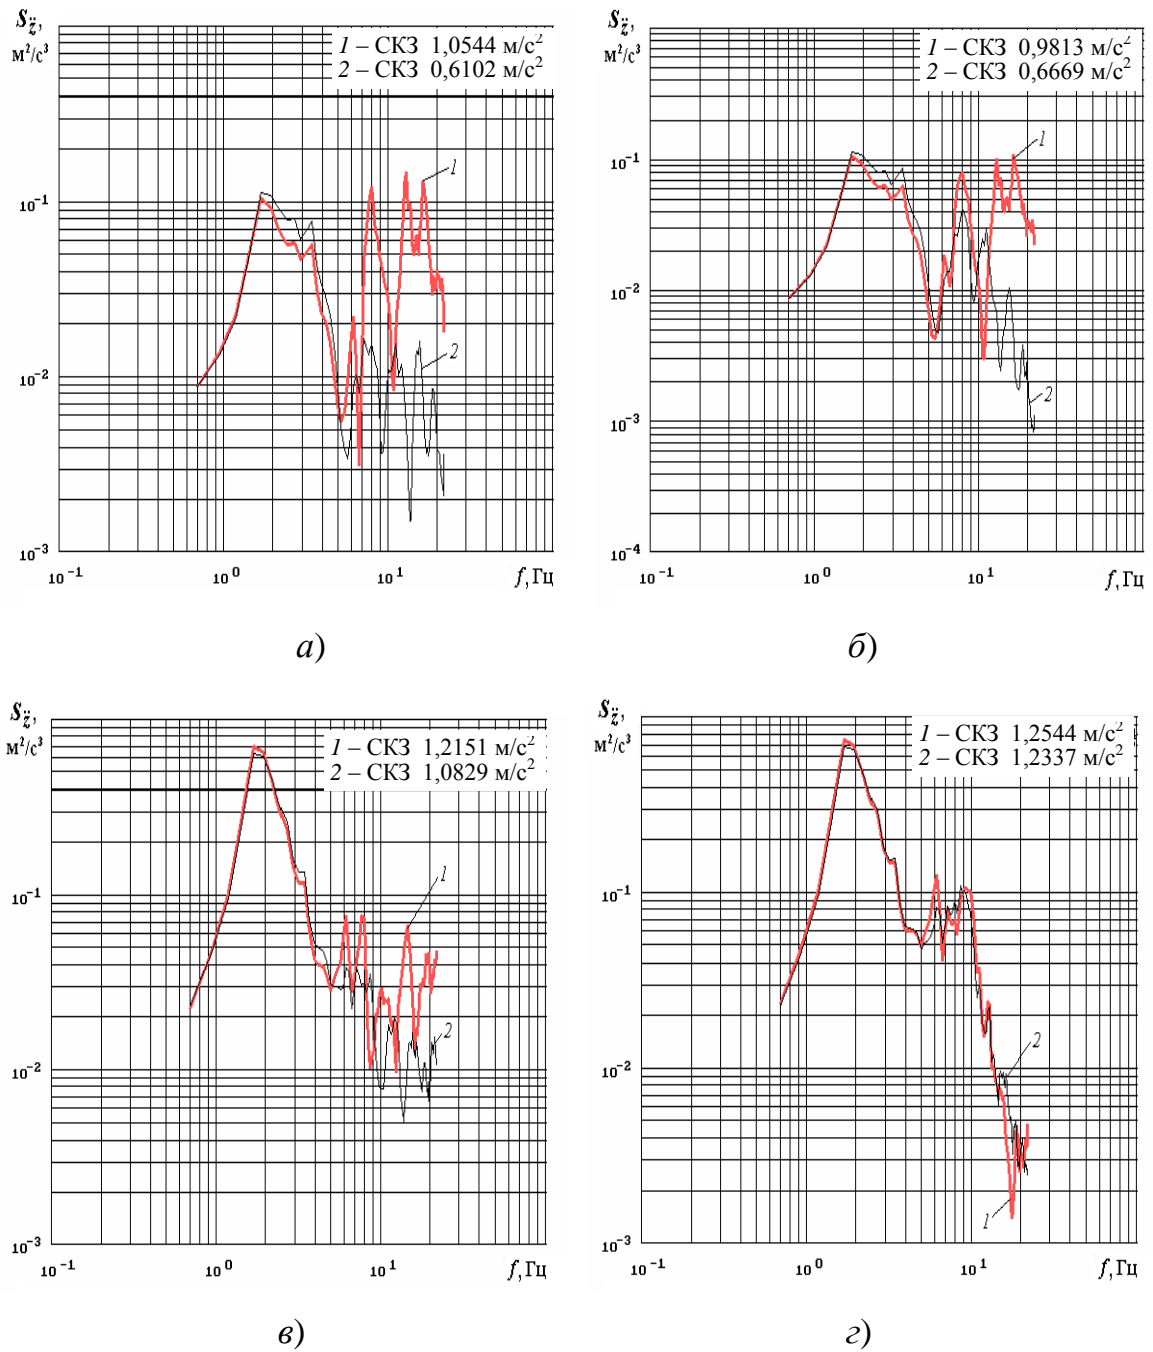 S_z̈,
м²/с³
1 – СКЗ 1,0544 м/с²
2 – СКЗ 0,6102 м/с²
1
10⁻¹
2
10⁻²
10⁻³
10⁻¹ 10⁰ 10¹ f, Гц
а)
S_z̈,
м²/с³
1 – СКЗ 0,9813 м/с²
2 – СКЗ 0,6669 м/с²
1
10⁻¹
10⁻²
2
10⁻³
10⁻⁴
10⁻¹ 10⁰ 10¹ f, Гц
б)
S_z̈,
м²/с³
1 – СКЗ 1,2151 м/с²
2 – СКЗ 1,0829 м/с²
1
10⁻¹
2
10⁻²
10⁻³
10⁻¹ 10⁰ 10¹ f, Гц
в)
S_z̈,
м²/с³
1 – СКЗ 1,2544 м/с²
2 – СКЗ 1,2337 м/с²
10⁻¹
2
10⁻²
1
10⁻³
10⁻¹ 10⁰ 10¹ f, Гц
г)